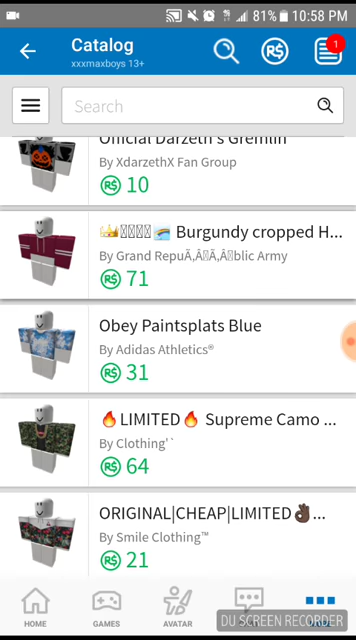 81% 10:58 PM
Catalog
xxxmaxboys 13+
R$
1
Search
Official Darzeth's Gremlin
By XdarzethX Fan Group
R$ 10
👑▯▯▯▯🌈 Burgundy cropped H...
By Grand RepuÃ‚Â▯Ã‚Â▯blic Army
R$ 71
Obey Paintsplats Blue
By Adidas Athletics®
R$ 31
🔥LIMITED🔥 Supreme Camo ...
By Clothing'`
R$ 64
ORIGINAL|CHEAP|LIMITED👌🏿...
By Smile Clothing™
R$ 21
HOME
GAMES
AVATAR
DU SCREEN RECORDER